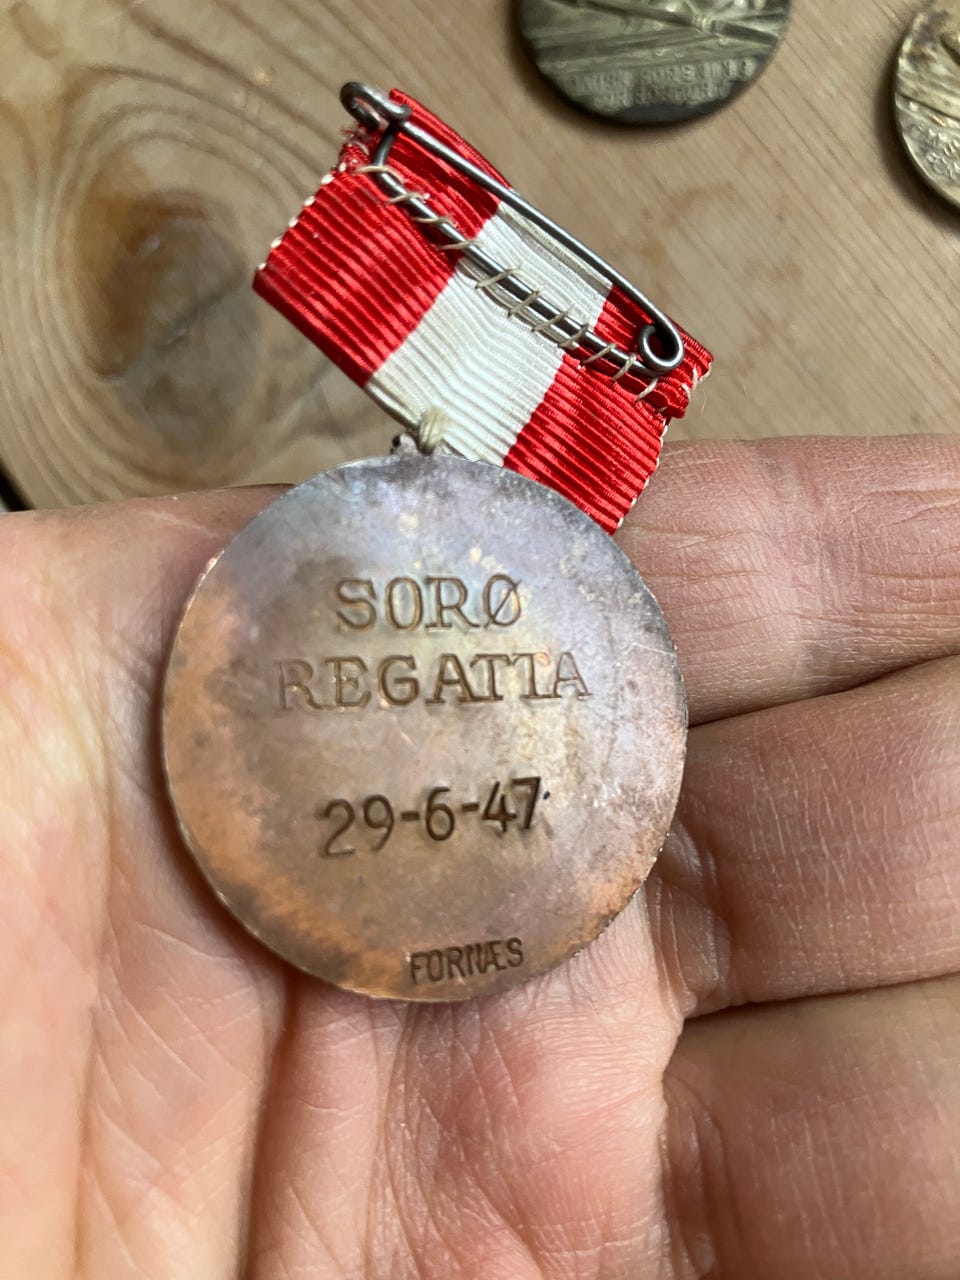 SORØ
REGATTA
29-6-47
FORNÆS